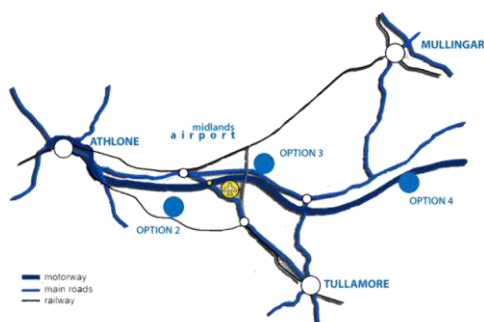 MULLINGAR
midlands
airport
ATHLONE
OPTION 3
OPTION 4
OPTION 2
TULLAMORE
motorway
main roads
railway